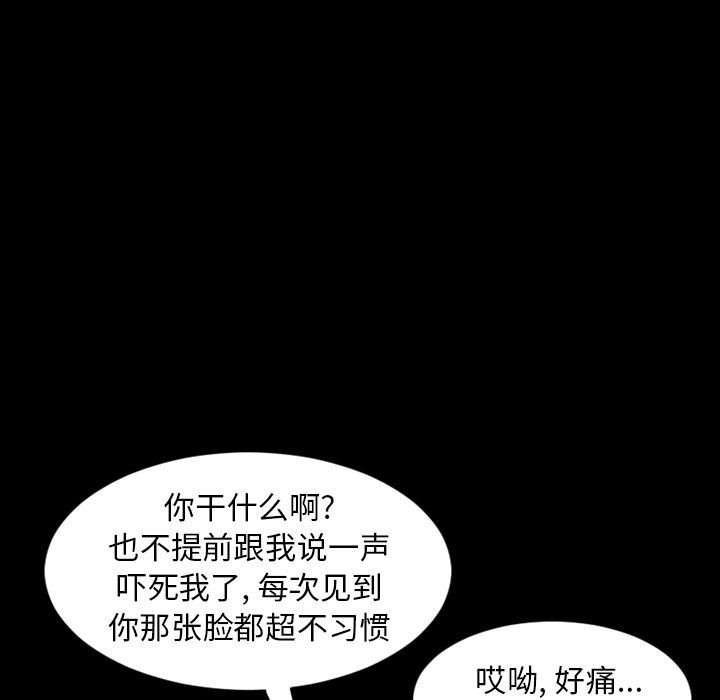 你干什么啊?
也不提前跟我说一声
吓死我了, 每次见到
你那张脸都超不习惯
哎呦, 好痛...